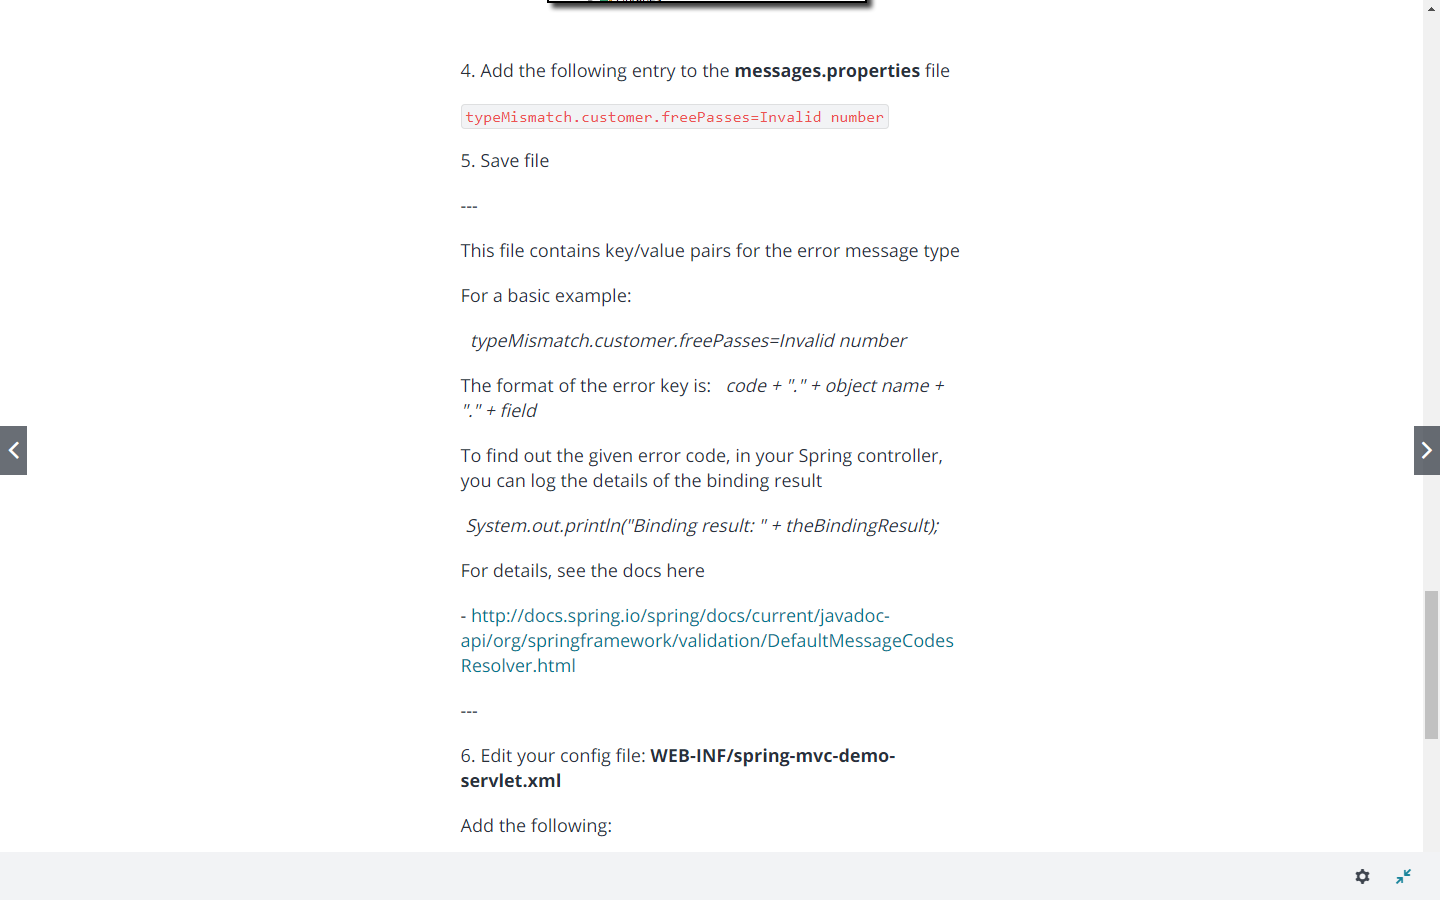 4. Add the following entry to the messages.properties file
typeMismatch.customer.freePasses=Invalid number
5. Save file
---
This file contains key/value pairs for the error message type
For a basic example:
typeMismatch.customer.freePasses=Invalid number
The format of the error key is:   code + "." + object name +
"." + field
To find out the given error code, in your Spring controller,
you can log the details of the binding result
System.out.println("Binding result: " + theBindingResult);
For details, see the docs here
- http://docs.spring.io/spring/docs/current/javadoc-
api/org/springframework/validation/DefaultMessageCodes
Resolver.html
---
6. Edit your config file: WEB-INF/spring-mvc-demo-
servlet.xml
Add the following: